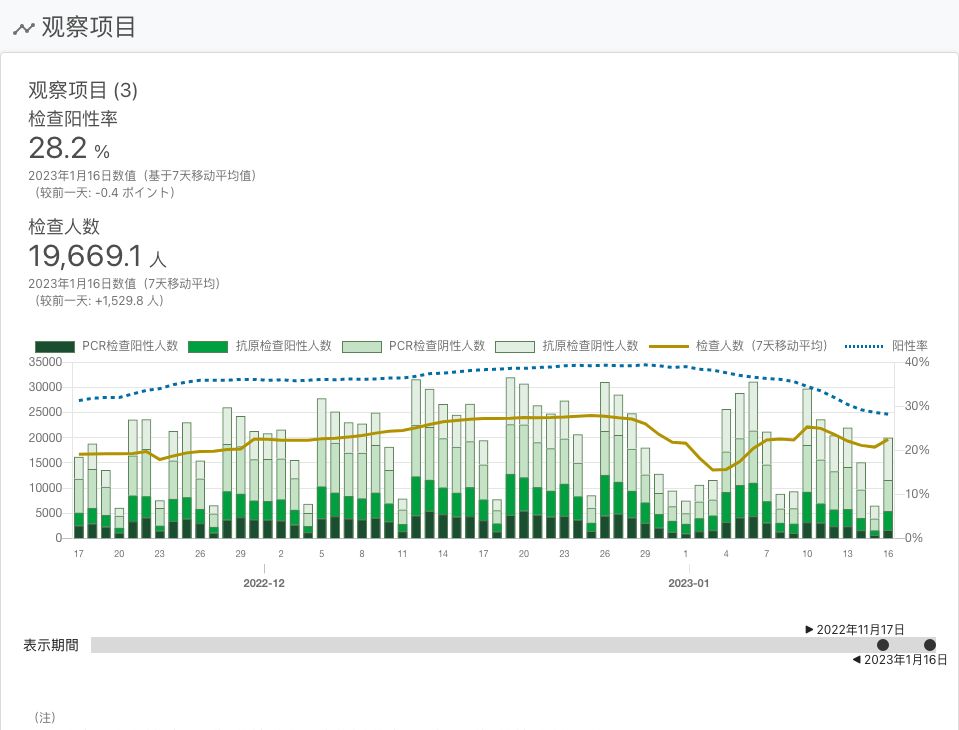 观察项目
观察项目 (3)
检查阳性率
28.2 %
2023年1月16日数值（基于7天移动平均值）
（较前一天: -0.4 ポイント）
检查人数
19,669.1 人
2023年1月16日数值（7天移动平均）
（较前一天: +1,529.8 人）
PCR检查阳性人数 抗原检查阳性人数 PCR检查阴性人数 抗原检查阴性人数 检查人数（7天移动平均） 阳性率
35000 40%
30000
25000 30%
20000 20%
15000
10000 10%
5000
0 0%
17 20 23 26 29 2 5 8 11 14 17 20 23 26 29 1 4 7 10 13 16
2022-12 2023-01
▶ 2022年11月17日
表示期間
◀ 2023年1月16日
（注）